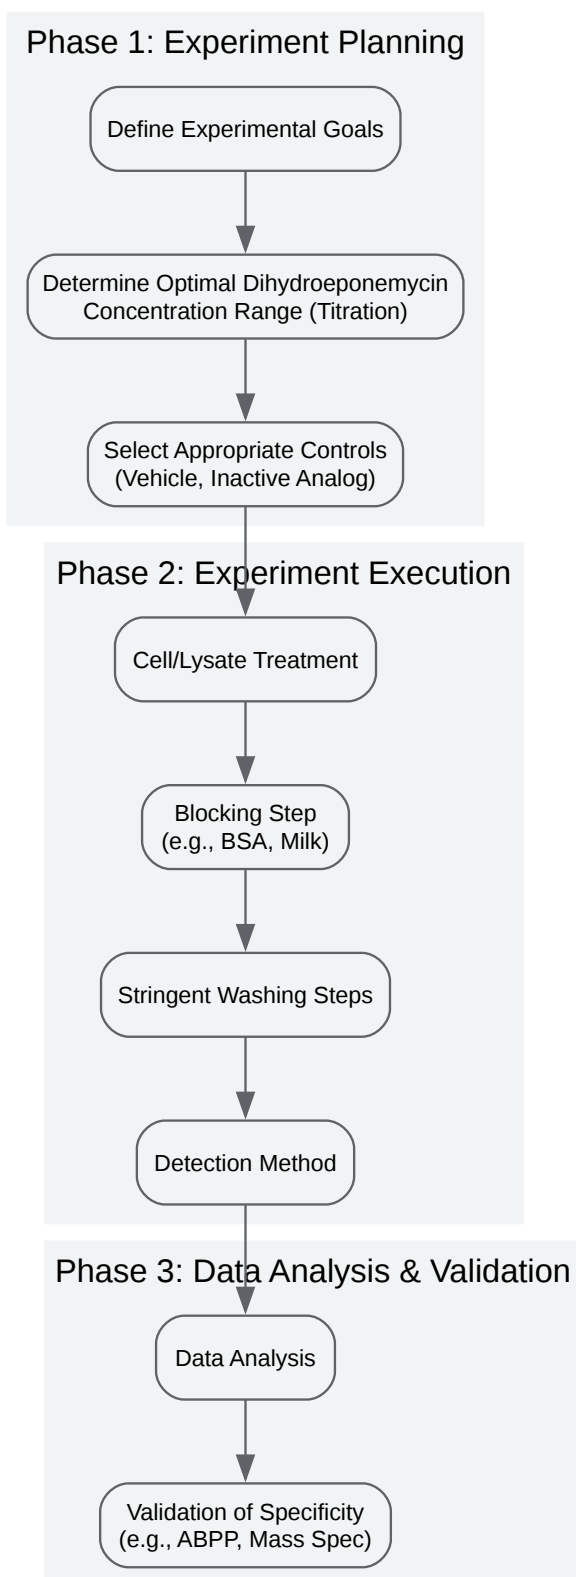 Phase 1: Experiment Planning
Define Experimental Goals
Determine Optimal Dihydroeponemycin
Concentration Range (Titration)
Select Appropriate Controls
(Vehicle, Inactive Analog)
Phase 2: Experiment Execution
Cell/Lysate Treatment
Blocking Step
(e.g., BSA, Milk)
Stringent Washing Steps
Detection Method
Phase 3: Data Analysis & Validation
Data Analysis
Validation of Specificity
(e.g., ABPP, Mass Spec)